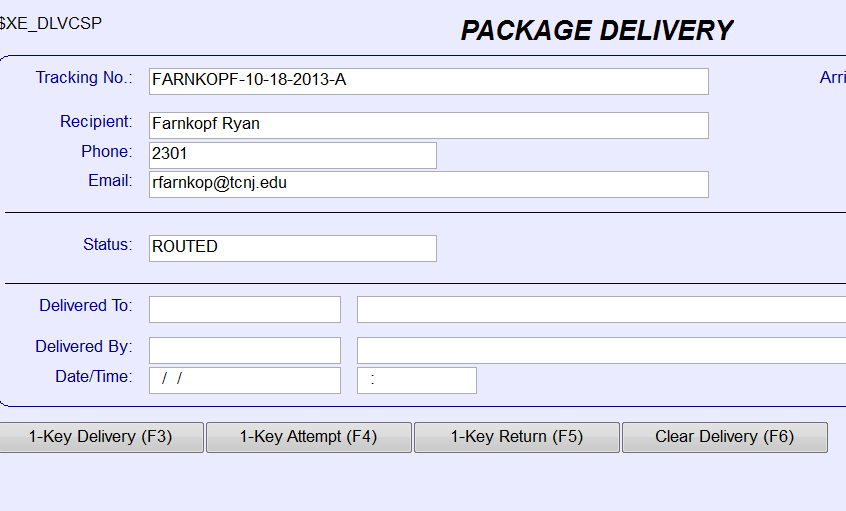 $XE_DLVCSP
PACKAGE DELIVERY
Tracking No.: FARNKOPF-10-18-2013-A Arri
Recipient: Farnkopf Ryan
Phone: 2301
Email: rfarnkop@tcnj.edu
Status: ROUTED
Delivered To:
Delivered By:
Date/Time: / / :
1-Key Delivery (F3) 1-Key Attempt (F4) 1-Key Return (F5) Clear Delivery (F6)